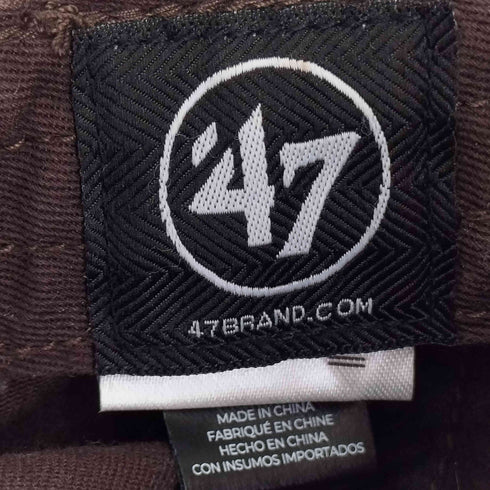 '47
47BRAND.COM
MADE IN CHINA
FABRIQUÉ EN CHINE
HECHO EN CHINA
CON INSUMOS IMPORTADOS